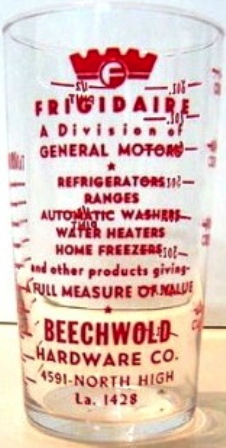 F
FRIGIDAIRE
A Division of
GENERAL MOTORS
REFRIGERATORS
RANGES
AUTOMATIC WASHERS
WATER HEATERS
HOME FREEZERS
and other products giving-
A FULL MEASURE OF VALUE
BEECHWOLD
HARDWARE CO.
4591-NORTH HIGH
La. 1428